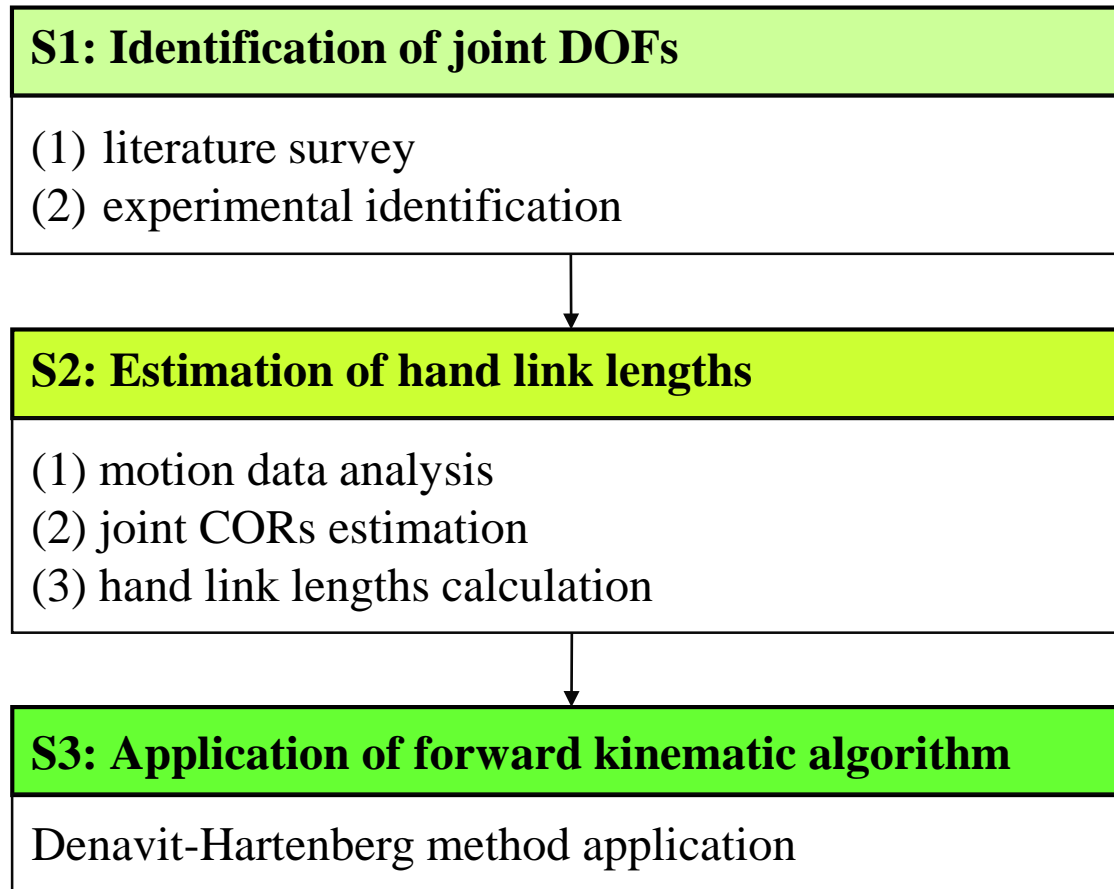 S1: Identification of joint DOFs
(1) literature survey
(2) experimental identification
S2: Estimation of hand link lengths
(1) motion data analysis
(2) joint CORs estimation
(3) hand link lengths calculation
S3: Application of forward kinematic algorithm
Denavit-Hartenberg method application